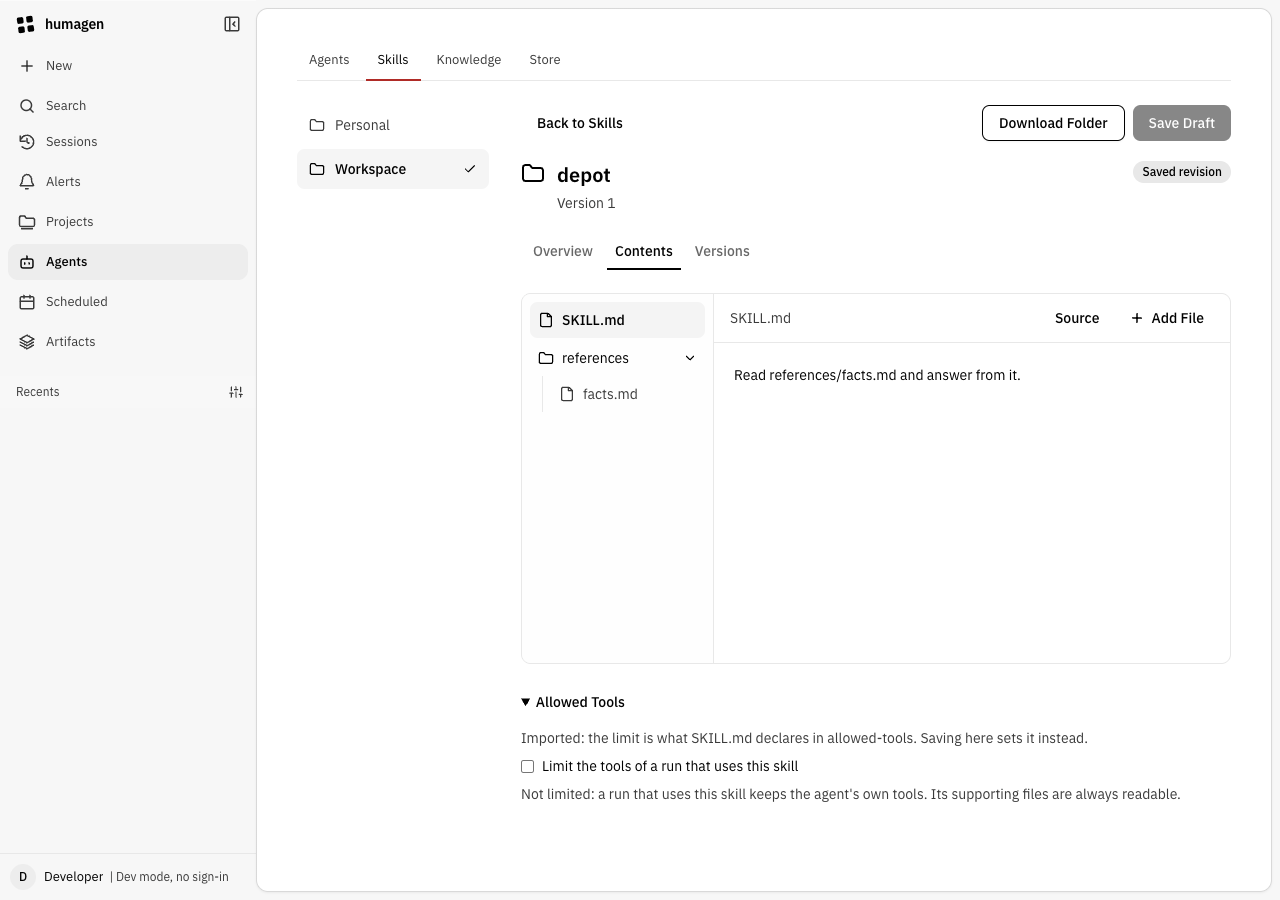 humagen
New
Search
Sessions
Alerts
Projects
Agents
Scheduled
Artifacts
Recents
D Developer | Dev mode, no sign-in
Agents Skills Knowledge Store
Personal
Workspace
Back to Skills Download Folder Save Draft
depot Saved revision
Version 1
Overview Contents Versions
SKILL.md
references
facts.md
SKILL.md Source Add File
Read references/facts.md and answer from it.
Allowed Tools
Imported: the limit is what SKILL.md declares in allowed-tools. Saving here sets it instead.
Limit the tools of a run that uses this skill
Not limited: a run that uses this skill keeps the agent's own tools. Its supporting files are always readable.